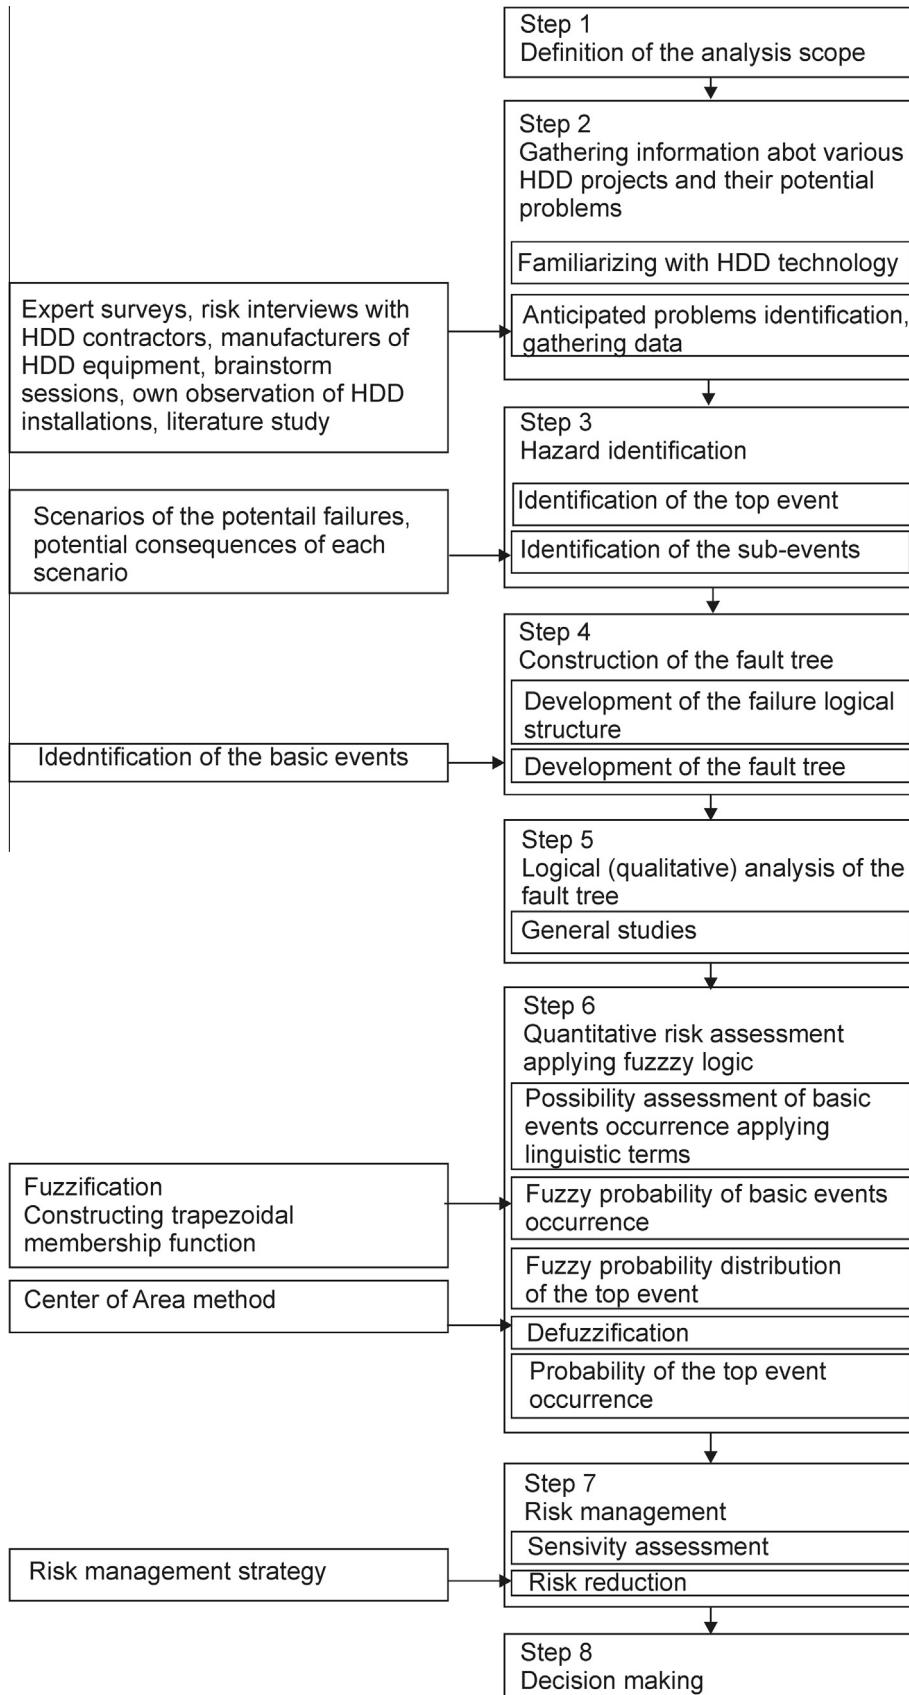 Step 1
Definition of the analysis scope
Step 2
Gathering information abot various
HDD projects and their potential
problems
Familiarizing with HDD technology
Expert surveys, risk interviews with
HDD contractors, manufacturers of
HDD equipment, brainstorm
sessions, own observation of HDD
installations, literature study
Anticipated problems identification,
gathering data
Step 3
Hazard identification
Identification of the top event
Scenarios of the potentail failures,
potential consequences of each
scenario
Identification of the sub-events
Step 4
Construction of the fault tree
Development of the failure logical
structure
Idedntification of the basic events
Development of the fault tree
Step 5
Logical (qualitative) analysis of the
fault tree
General studies
Step 6
Quantitative risk assessment
applying fuzzzy logic
Possibility assessment of basic
events occurrence applying
linguistic terms
Fuzzification
Constructing trapezoidal
membership function
Fuzzy probability of basic events
occurrence
Fuzzy probability distribution
of the top event
Center of Area method
Defuzzification
Probability of the top event
occurrence
Step 7
Risk management
Sensivity assessment
Risk management strategy
Risk reduction
Step 8
Decision making